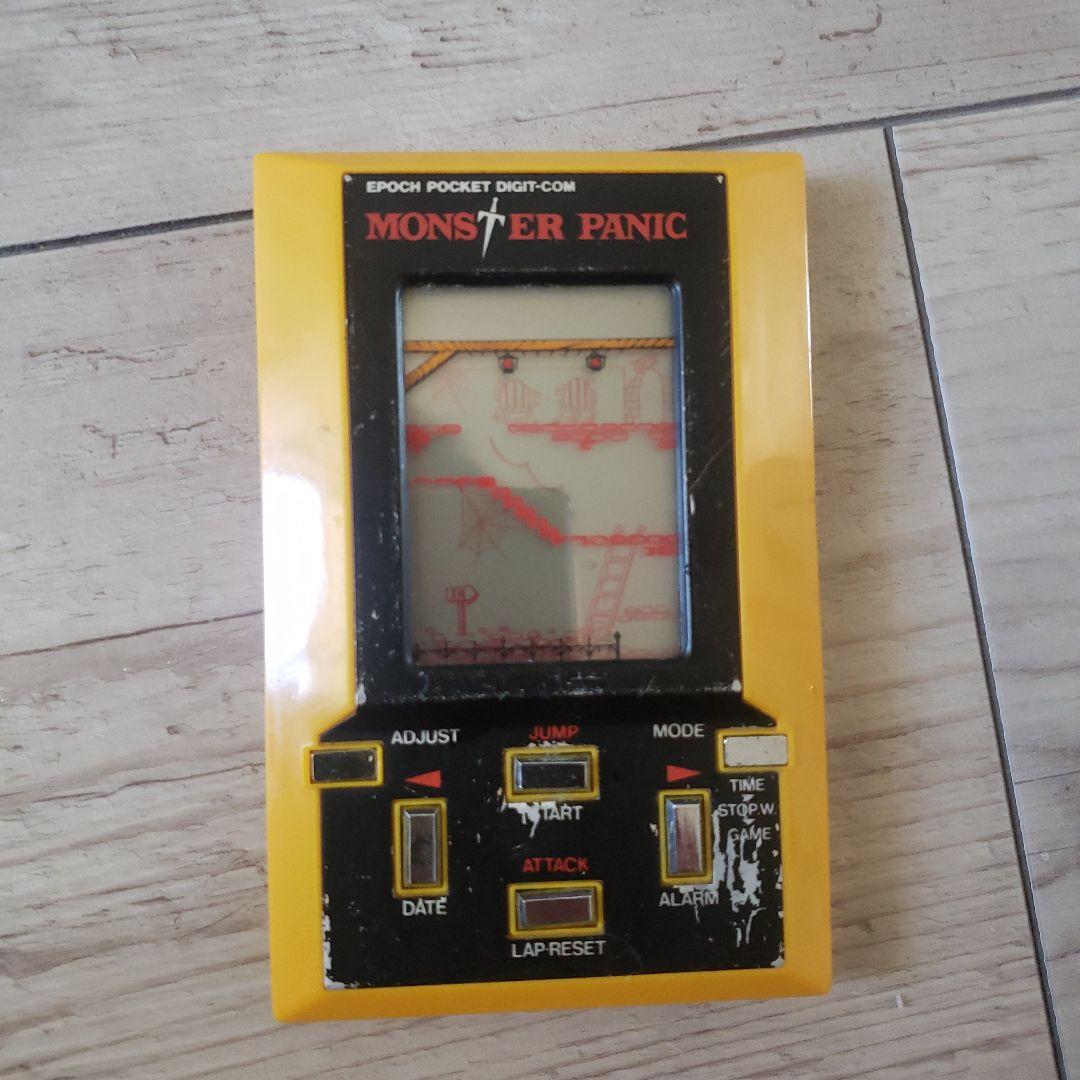 EPOCH POCKET DIGIT-COM
MONSTER PANIC
ADJUST
JUMP
MODE
TIME
START
STOP.W.
GAME
ATTACK
DATE
ALARM
LAP-RESET